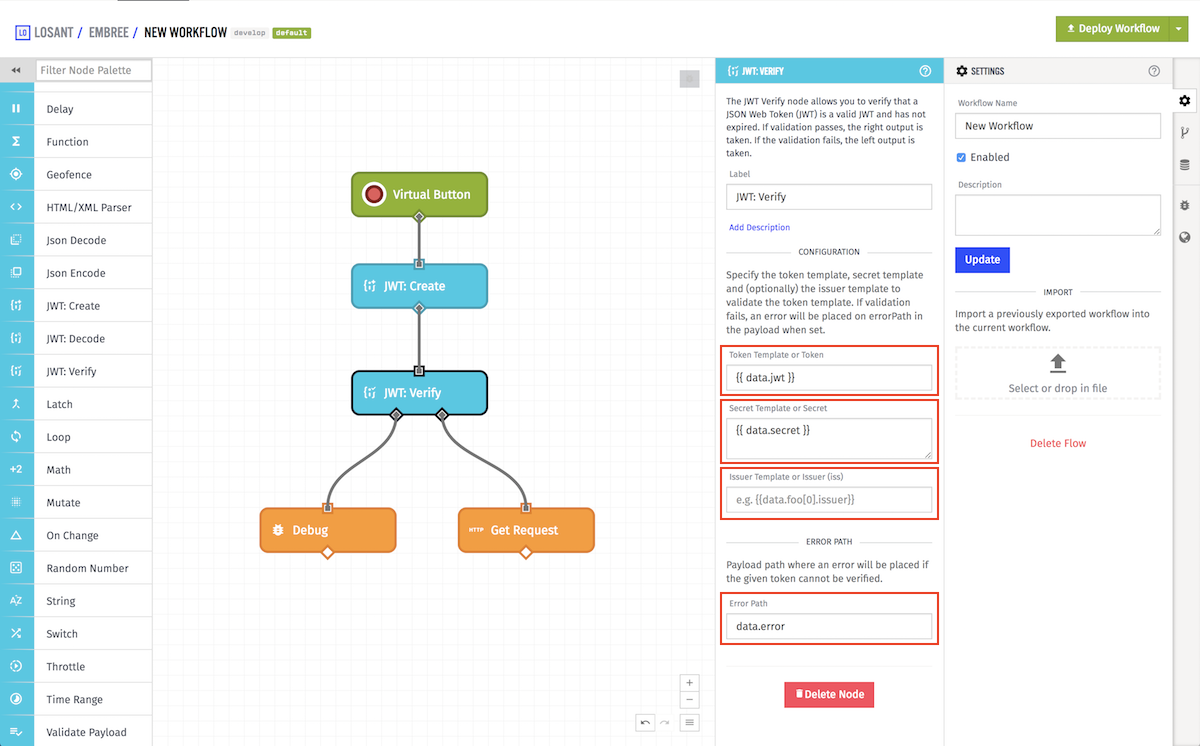 LO LOSANT / EMBREE / NEW WORKFLOW develop default
Deploy Workflow
Filter Node Palette
Delay
Function
Geofence
HTML/XML Parser
Json Decode
Json Encode
JWT: Create
JWT: Decode
JWT: Verify
Latch
Loop
+2 Math
Mutate
On Change
Random Number
AZ String
Switch
Throttle
Time Range
Validate Payload
Virtual Button
JWT: Create
JWT: Verify
Debug
HTTP Get Request
JWT: VERIFY
The JWT Verify node allows you to verify that a
JSON Web Token (JWT) is a valid JWT and has not
expired. If validation passes, the right output is
taken. If the validation fails, the left output is
taken.
Label
JWT: Verify
Add Description
CONFIGURATION
Specify the token template, secret template
and (optionally) the issuer template to
validate the token template. If validation
fails, an error will be placed on errorPath in
the payload when set.
Token Template or Token
{{ data.jwt }}
Secret Template or Secret
{{ data.secret }}
Issuer Template or Issuer (iss)
e.g. {{data.foo[0].issuer}}
ERROR PATH
Payload path where an error will be placed if
the given token cannot be verified.
Error Path
data.error
Delete Node
SETTINGS
Workflow Name
New Workflow
Enabled
Description
Update
IMPORT
Import a previously exported workflow into
the current workflow.
Select or drop in file
Delete Flow